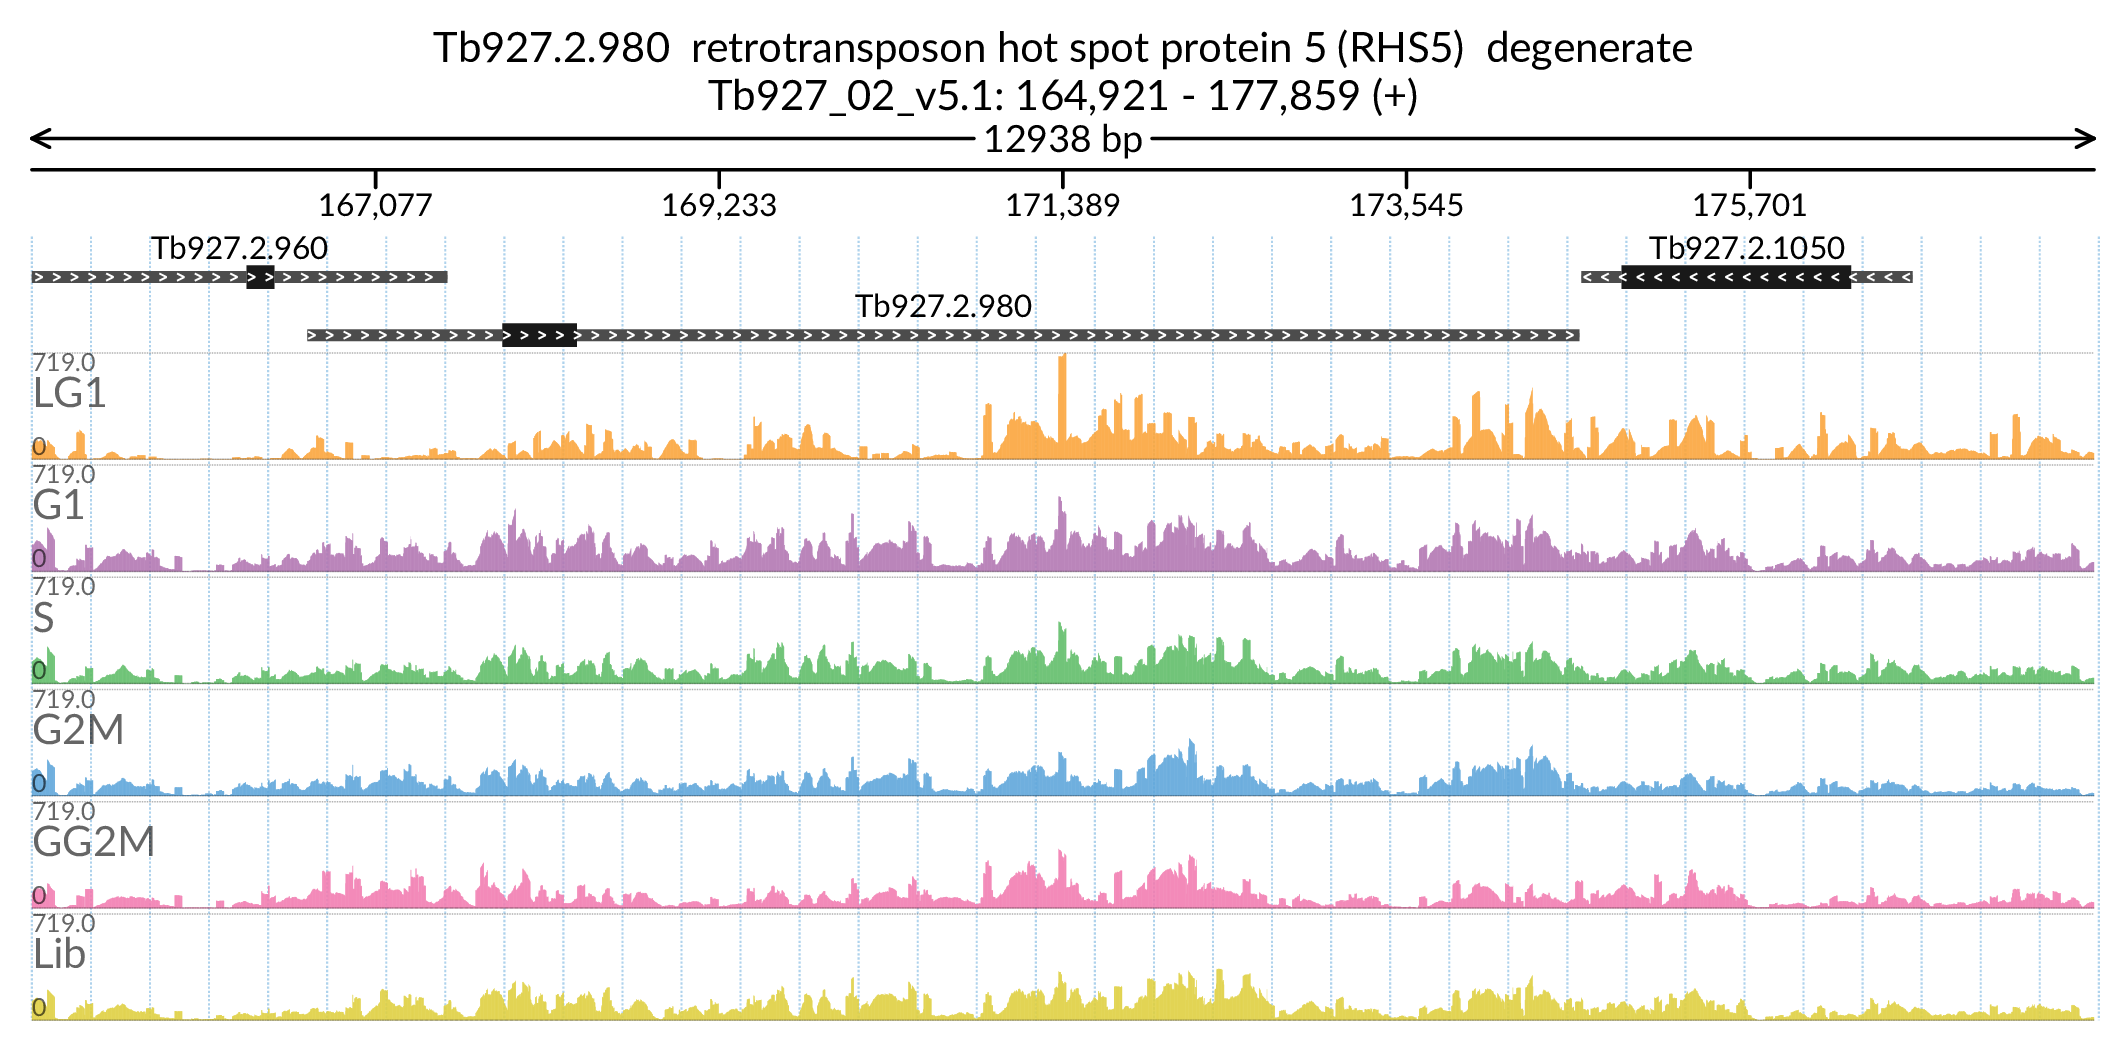 Tb927.2.980 retrotransposon hot spot protein 5 (RHS5) degenerate
Tb927_02_v5.1: 164,921 - 177,859 (+)
12938 bp
167,077 169,233 171,389 173,545 175,701
Tb927.2.960 Tb927.2.1050
Tb927.2.980
719.0
LG1
0
719.0
G1
0
719.0
S
0
719.0
G2M
0
719.0
GG2M
0
719.0
Lib
0